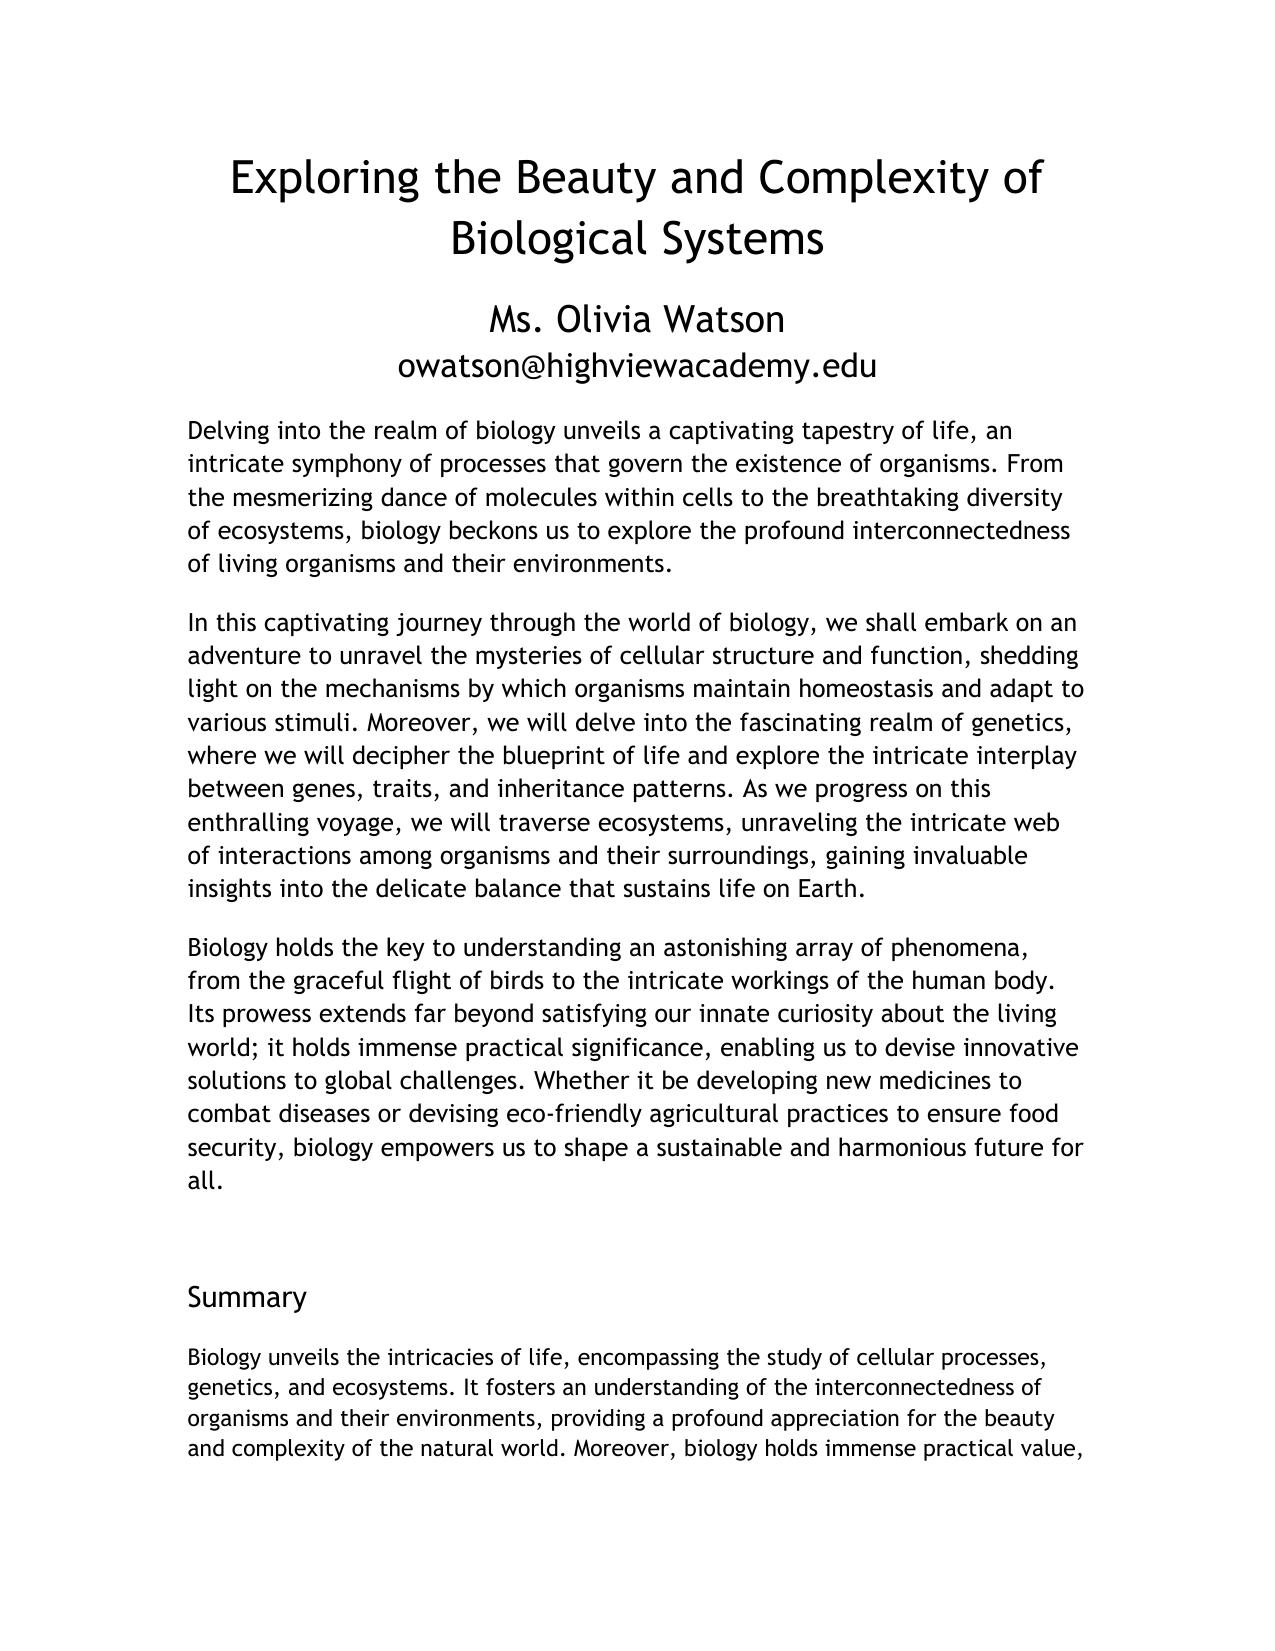 Exploring the Beauty and Complexity of
Biological Systems
Ms. Olivia Watson
owatson@highviewacademy.edu
Delving into the realm of biology unveils a captivating tapestry of life, an
intricate symphony of processes that govern the existence of organisms. From
the mesmerizing dance of molecules within cells to the breathtaking diversity
of ecosystems, biology beckons us to explore the profound interconnectedness
of living organisms and their environments.
In this captivating journey through the world of biology, we shall embark on an
adventure to unravel the mysteries of cellular structure and function, shedding
light on the mechanisms by which organisms maintain homeostasis and adapt to
various stimuli. Moreover, we will delve into the fascinating realm of genetics,
where we will decipher the blueprint of life and explore the intricate interplay
between genes, traits, and inheritance patterns. As we progress on this
enthralling voyage, we will traverse ecosystems, unraveling the intricate web
of interactions among organisms and their surroundings, gaining invaluable
insights into the delicate balance that sustains life on Earth.
Biology holds the key to understanding an astonishing array of phenomena,
from the graceful flight of birds to the intricate workings of the human body.
Its prowess extends far beyond satisfying our innate curiosity about the living
world; it holds immense practical significance, enabling us to devise innovative
solutions to global challenges. Whether it be developing new medicines to
combat diseases or devising eco-friendly agricultural practices to ensure food
security, biology empowers us to shape a sustainable and harmonious future for
all.
Summary
Biology unveils the intricacies of life, encompassing the study of cellular processes,
genetics, and ecosystems. It fosters an understanding of the interconnectedness of
organisms and their environments, providing a profound appreciation for the beauty
and complexity of the natural world. Moreover, biology holds immense practical value,